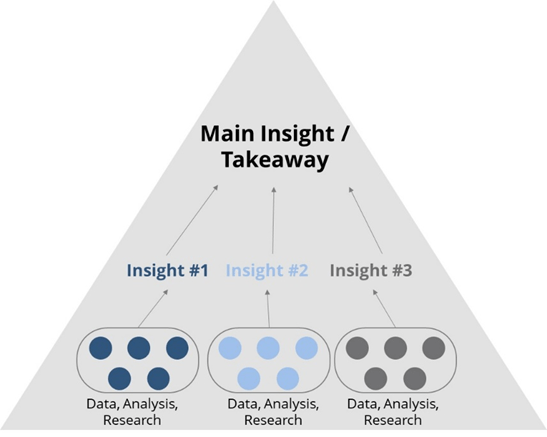 Main Insight /
Takeaway
Insight #1 Insight #2 Insight #3
Data, Analysis,
Research
Data, Analysis,
Research
Data, Analysis,
Research